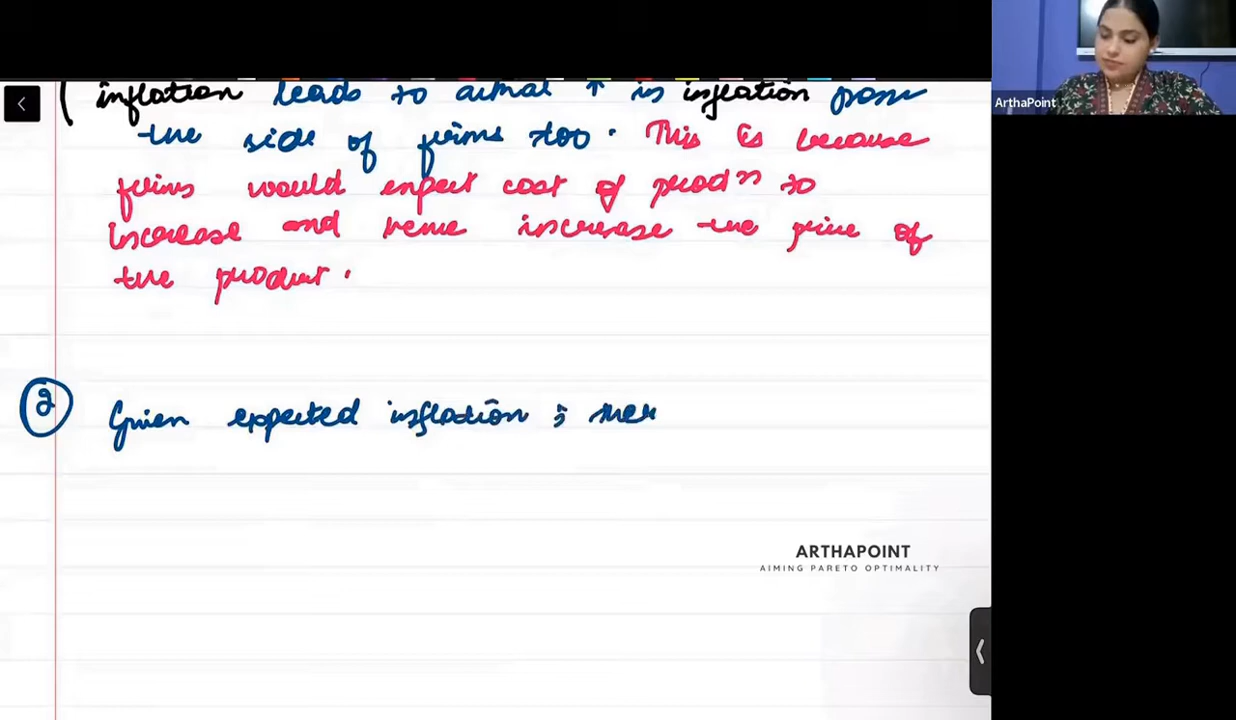 inflation leads to actual ↑ is inflation from
the side of firms too. This is because
firms would expect cost of prodⁿ to
increase and hence increase the price of
the product.
② Given expected inflation ; ther
ARTHAPOINT
AIMING PARETO OPTIMALITY
ArthaPoint